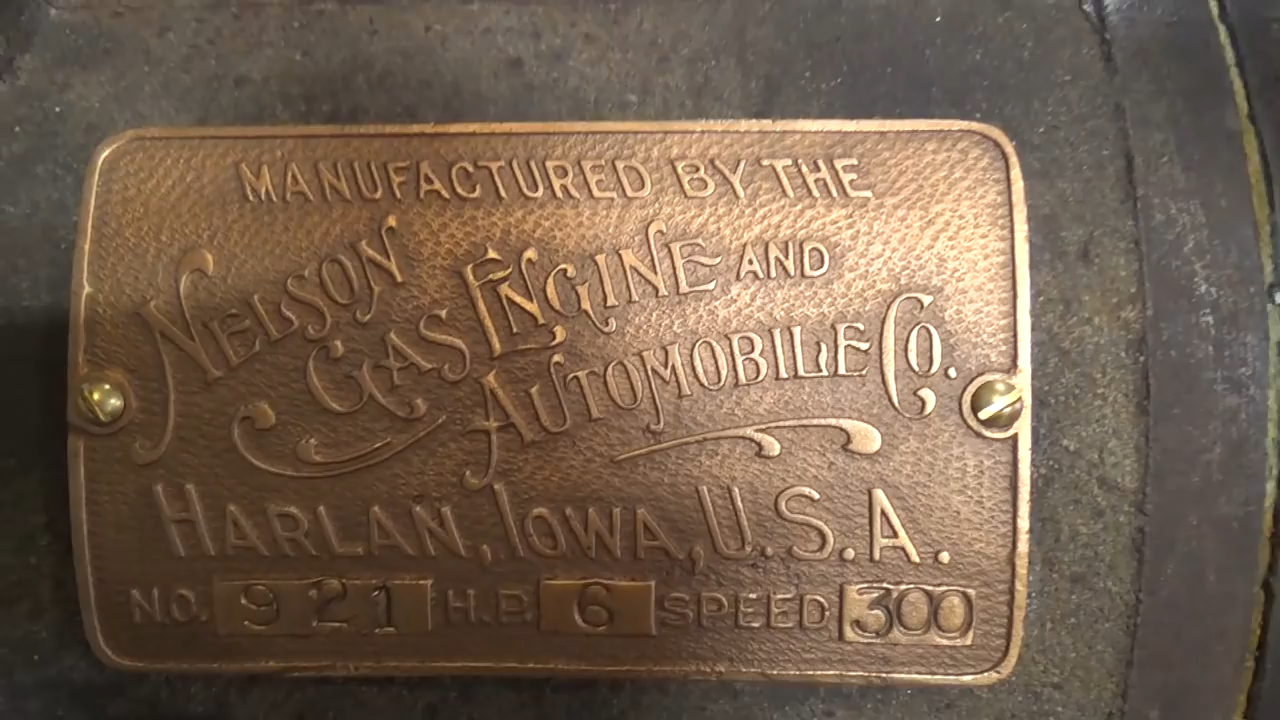 MANUFACTURED BY THE
NELSON
GAS ENGINE AND
AUTOMOBILE CO.
HARLAN, IOWA, U.S.A.
NO. 921 H.P. 6 SPEED 300